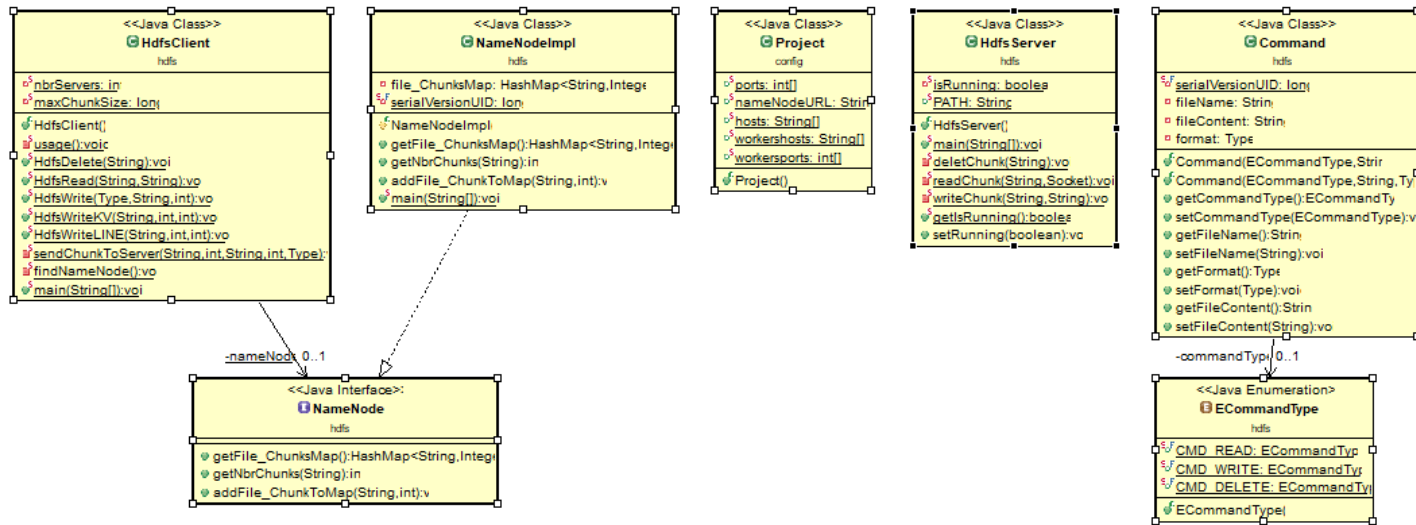 <<Java Class>>
HdfsClient
hdfs
nbrServers: in
maxChunkSize: long
HdfsClient()
usage():voic
HdfsDelete(String):voi
HdfsRead(String,String):vo
HdfsWrite(Type,String,int):vo
HdfsWriteKV(String,int,int):vo
HdfsWriteLINE(String,int,int):vo
sendChunkToServer(String,int,String,int,Type):
findNameNode():vo
main(String[]):voi
<<Java Class>>
NameNodeImpl
hdfs
file_ChunksMap: HashMap<String,Intege
serialVersionUID: long
NameNodeImpl
getFile_ChunksMap():HashMap<String,Intege
getNbrChunks(String):in
addFile_ChunkToMap(String,int):v
main(String[]):voi
<<Java Class>>
Project
config
ports: int[]
nameNodeURL: Strin
hosts: String[]
workershosts: String[]
workersports: int[]
Project()
<<Java Class>>
HdfsServer
hdfs
isRunning: boolea
PATH: String
HdfsServer()
main(String[]):voi
deletChunk(String):vo
readChunk(String,Socket):voi
writeChunk(String,String):vo
getIsRunning():boolea
setRunning(boolean):vo
<<Java Class>>
Command
hdfs
serialVersionUID: long
fileName: String
fileContent: String
format: Type
Command(ECommandType,Strir
Command(ECommandType,String,Ty
getCommandType():ECommandTy
setCommandType(ECommandType):v
getFileName():String
setFileName(String):voi
getFormat():Type
setFormat(Type):voi
getFileContent():Strin
setFileContent(String):vo
-nameNod 0..1
-commandType 0..1
<<Java Interface>:
NameNode
hdfs
getFile_ChunksMap():HashMap<String,Intege
getNbrChunks(String):in
addFile_ChunkToMap(String,int):v
<<Java Enumeration>
ECommandType
hdfs
CMD_READ: ECommandTyp
CMD_WRITE: ECommandTyp
CMD_DELETE: ECommandTyp
ECommandType(